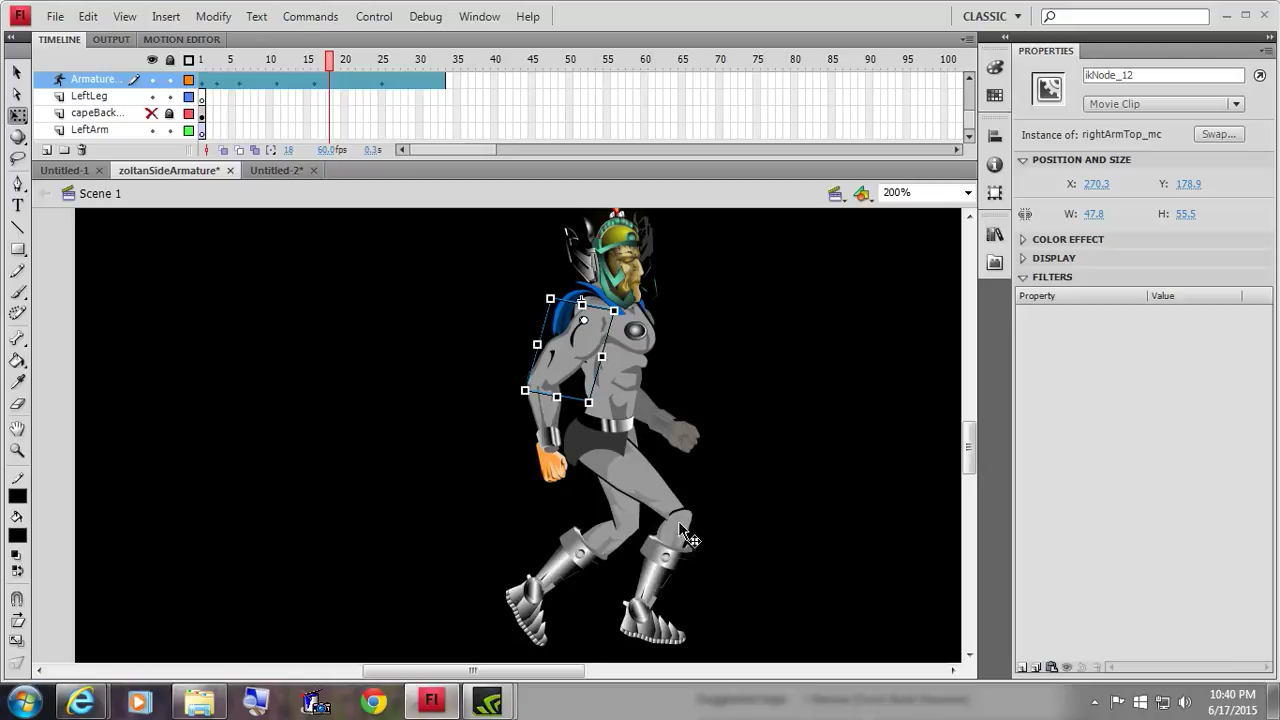 Fl File Edit View Insert Modify Text Commands Control Debug Window Help CLASSIC
TIMELINE OUTPUT MOTION EDITOR
PROPERTIES
1 5 10 15 20 25 30 35 40 45 50 55 60 65 70 75 80 85 90 95 100
Armature...
LeftLeg
capeBack...
LeftArm
18 60.0fps 0.3s
ikNode_12
Movie Clip
Instance of: rightArmTop_mc Swap...
POSITION AND SIZE
X: 270.3 Y: 178.9
W: 47.8 H: 55.5
COLOR EFFECT
DISPLAY
FILTERS
Property Value
Untitled-1 × zoltanSideArmature* × Untitled-2* ×
Scene 1 200%
T
Fl
10:40 PM
6/17/2015